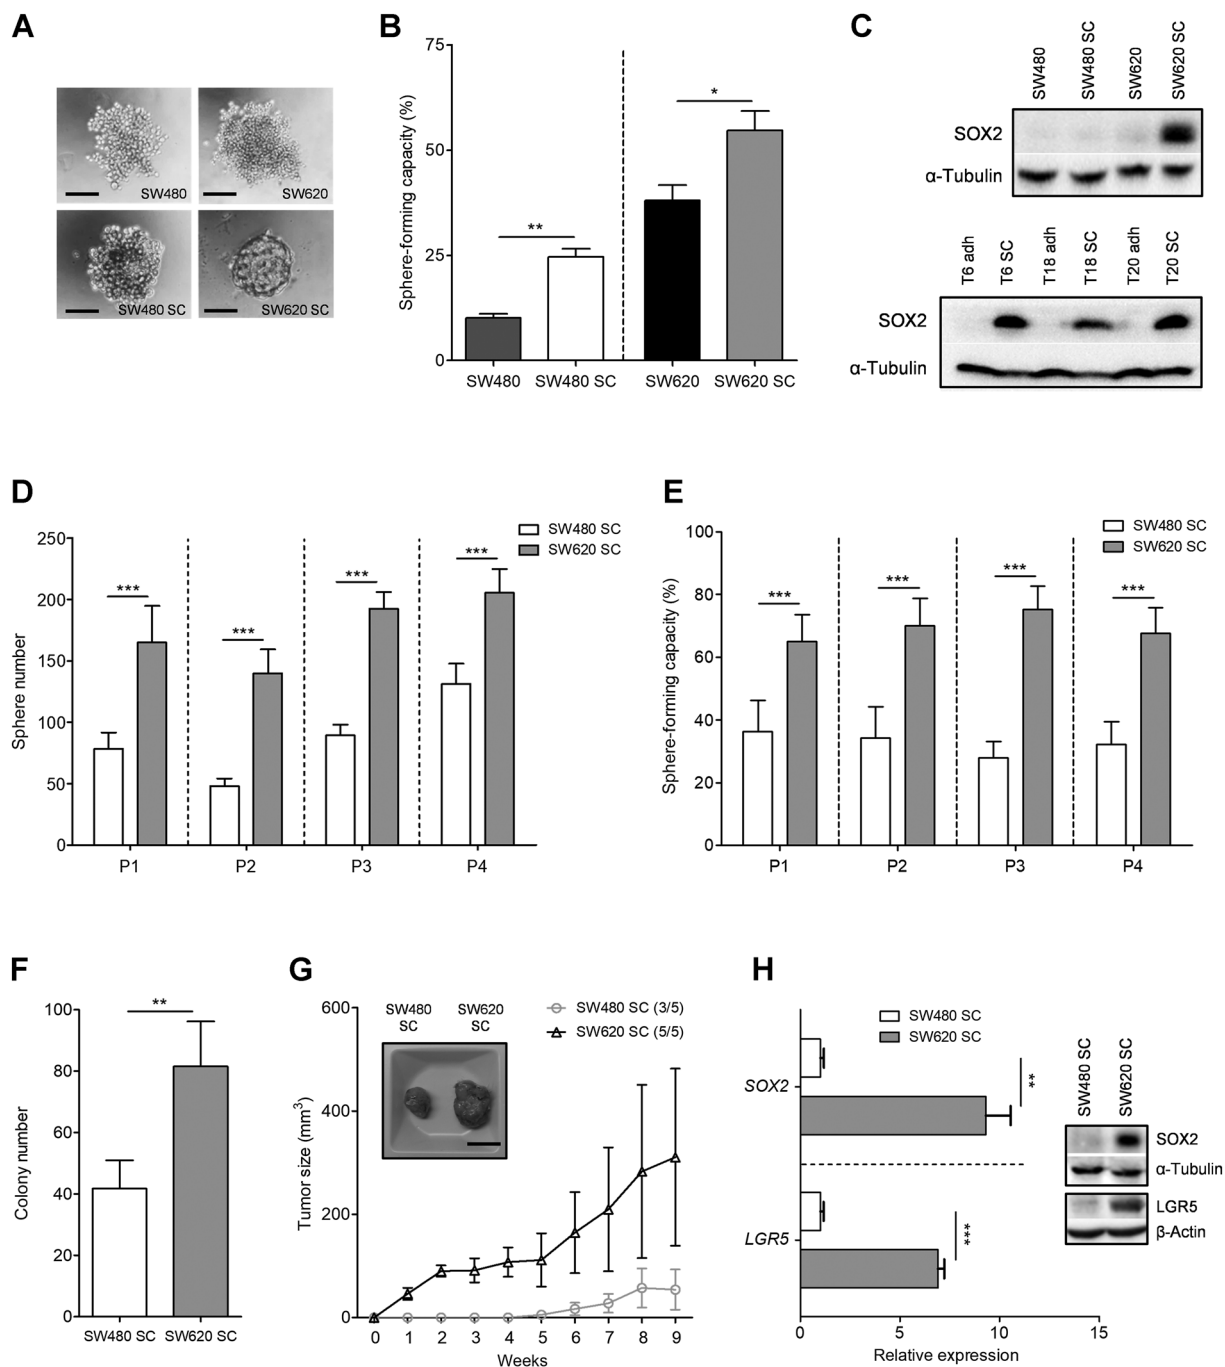 A
SW480
SW620
SW480 SC
SW620 SC
B
Sphere-forming capacity (%)
75
50
25
0
**
*
SW480
SW480 SC
SW620
SW620 SC
C
SW480
SW480 SC
SW620
SW620 SC
SOX2
α-Tubulin
T6 adh
T6 SC
T18 adh
T18 SC
T20 adh
T20 SC
SOX2
α-Tubulin
D
SW480 SC
SW620 SC
Sphere number
250
200
150
100
50
0
***
***
***
***
P1
P2
P3
P4
E
SW480 SC
SW620 SC
Sphere-forming capacity (%)
100
80
60
40
20
0
***
***
***
***
P1
P2
P3
P4
F
Colony number
100
80
60
40
20
0
**
SW480 SC
SW620 SC
G
SW480 SC (3/5)
SW620 SC (5/5)
SW480
SC
SW620
SC
Tumor size (mm³)
600
400
200
0
0 1 2 3 4 5 6 7 8 9
Weeks
H
SW480 SC
SW620 SC
SOX2
**
LGR5
***
0 5 10 15
Relative expression
SW480 SC
SW620 SC
SOX2
α-Tubulin
LGR5
β-Actin